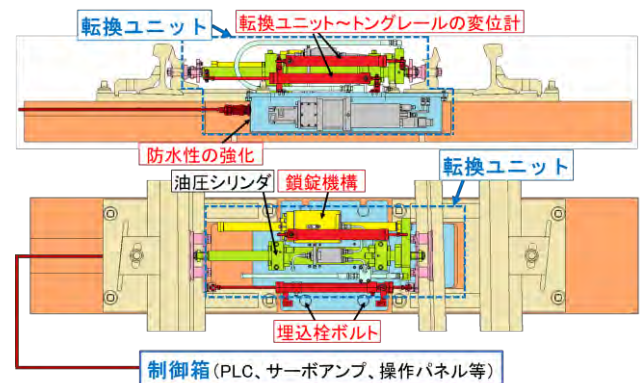 転換ユニット
転換ユニット～トングレールの変位計
防水性の強化
転換ユニット
油圧シリンダ
鎖錠機構
埋込栓ボルト
制御箱(PLC、サーボアンプ、操作パネル等)